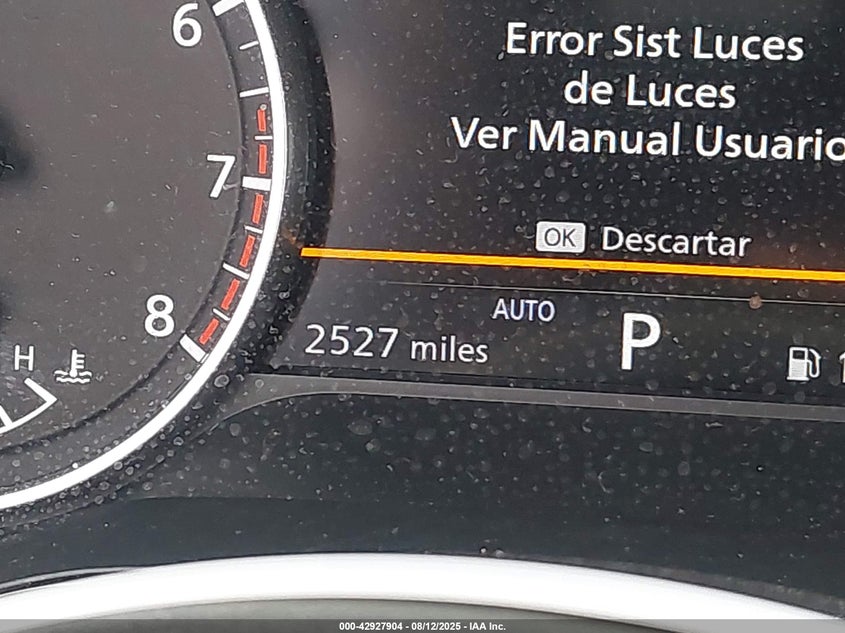 6
Error Sist Luces
de Luces
Ver Manual Usuario
7
OK Descartar
AUTO
8
2527 miles
P
H
000-42927904 - 08/12/2025 - IAA Inc.